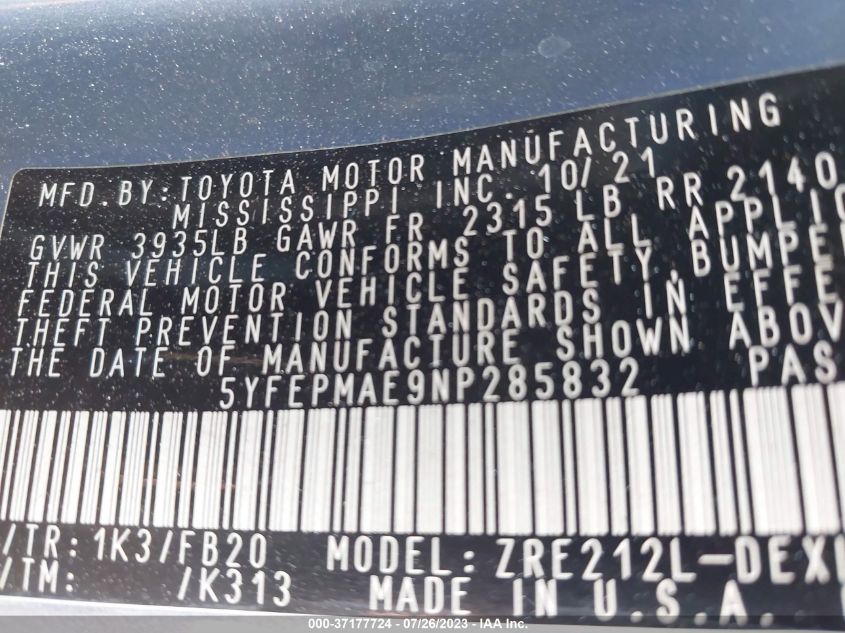 MFD.BY:TOYOTA MOTOR MANUFACTURING
MISSISSIPPI INC. 10/21
GVWR 3935LB GAWR FR 2315 LB RR 2140
THIS VEHICLE CONFORMS TO ALL APPLIC
FEDERAL MOTOR VEHICLE SAFETY,BUMPE
THEFT PREVENTION STANDARDS IN EFFE
THE DATE OF MANUFACTURE SHOWN ABOV
5YFEPMAE9NP285832 PAS
/TR: 1K3/FB20 MODEL: ZRE212L-DEX
/TM: /K313 MADE IN U.S.A.
000-37177724 - 07/26/2023 - IAA Inc.